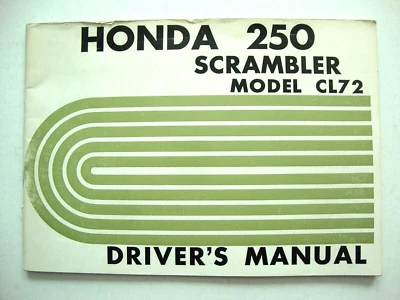 HONDA 250
SCRAMBLER
MODEL CL72
DRIVER'S MANUAL